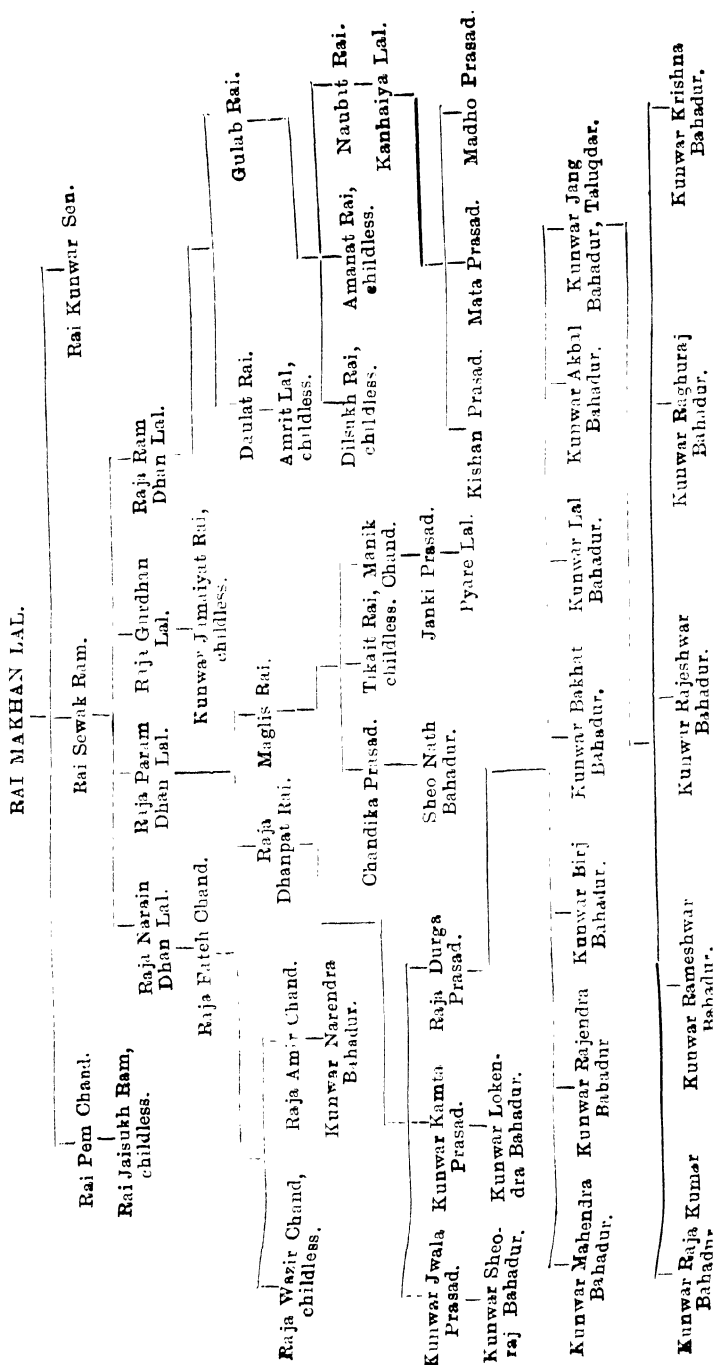 RAI MAKHAN LAL.
Rai Pem Chand.
Rai Sewak Ram.
Rai Kunwar Sen.
Rai Jaisukh Ram,
childless.
Raja Narain
Dhan Lal.
Raja Param
Dhan Lal.
Raja Gurdhan
Lal.
Raja Ram
Dhan Lal.
Raja Fateh Chand.
Kunwar Jamaiyat Rai,
childless.
Raja
Dhanpat Rai.
Maglis Rai.
Daulat Rai.
Gulab Rai.
Raja Wazir Chand,
childless.
Raja Amir Chand.
Amrit Lal,
childless.
Kunwar Narendra
Bahadur.
Chandika Prasad.
Tikait Rai,
childless.
Manik
Chand.
Dilsukh Rai,
childless.
Amanat Rai,
childless.
Naubut Rai.
Kanhaiya Lal.
Sheo Nath
Bahadur.
Janki Prasad.
Pyare Lal.
Kunwar Jwala
Prasad.
Kunwar Kamta
Prasad.
Raja Durga
Prasad.
Kishan Prasad.
Mata Prasad.
Madho Prasad.
Kunwar Sheo-
raj Bahadur.
Kunwar Loken-
dra Bahadur.
Kunwar Mahendra
Bahadur.
Kunwar Rajendra
Bahadur
Kunwar Birj
Bahadur.
Kunwar Bakhat
Bahadur.
Kunwar Lal
Bahadur.
Kunwar Akbal
Bahadur.
Kunwar Jang
Bahadur, Taluqdar.
Kunwar Raja Kumar
Bahadur
Kunwar Rameshwar
Bahadur.
Kunwar Rajeshwar
Bahadur.
Kunwar Raghuraj
Bahadur.
Kunwar Krishna
Bahadur.